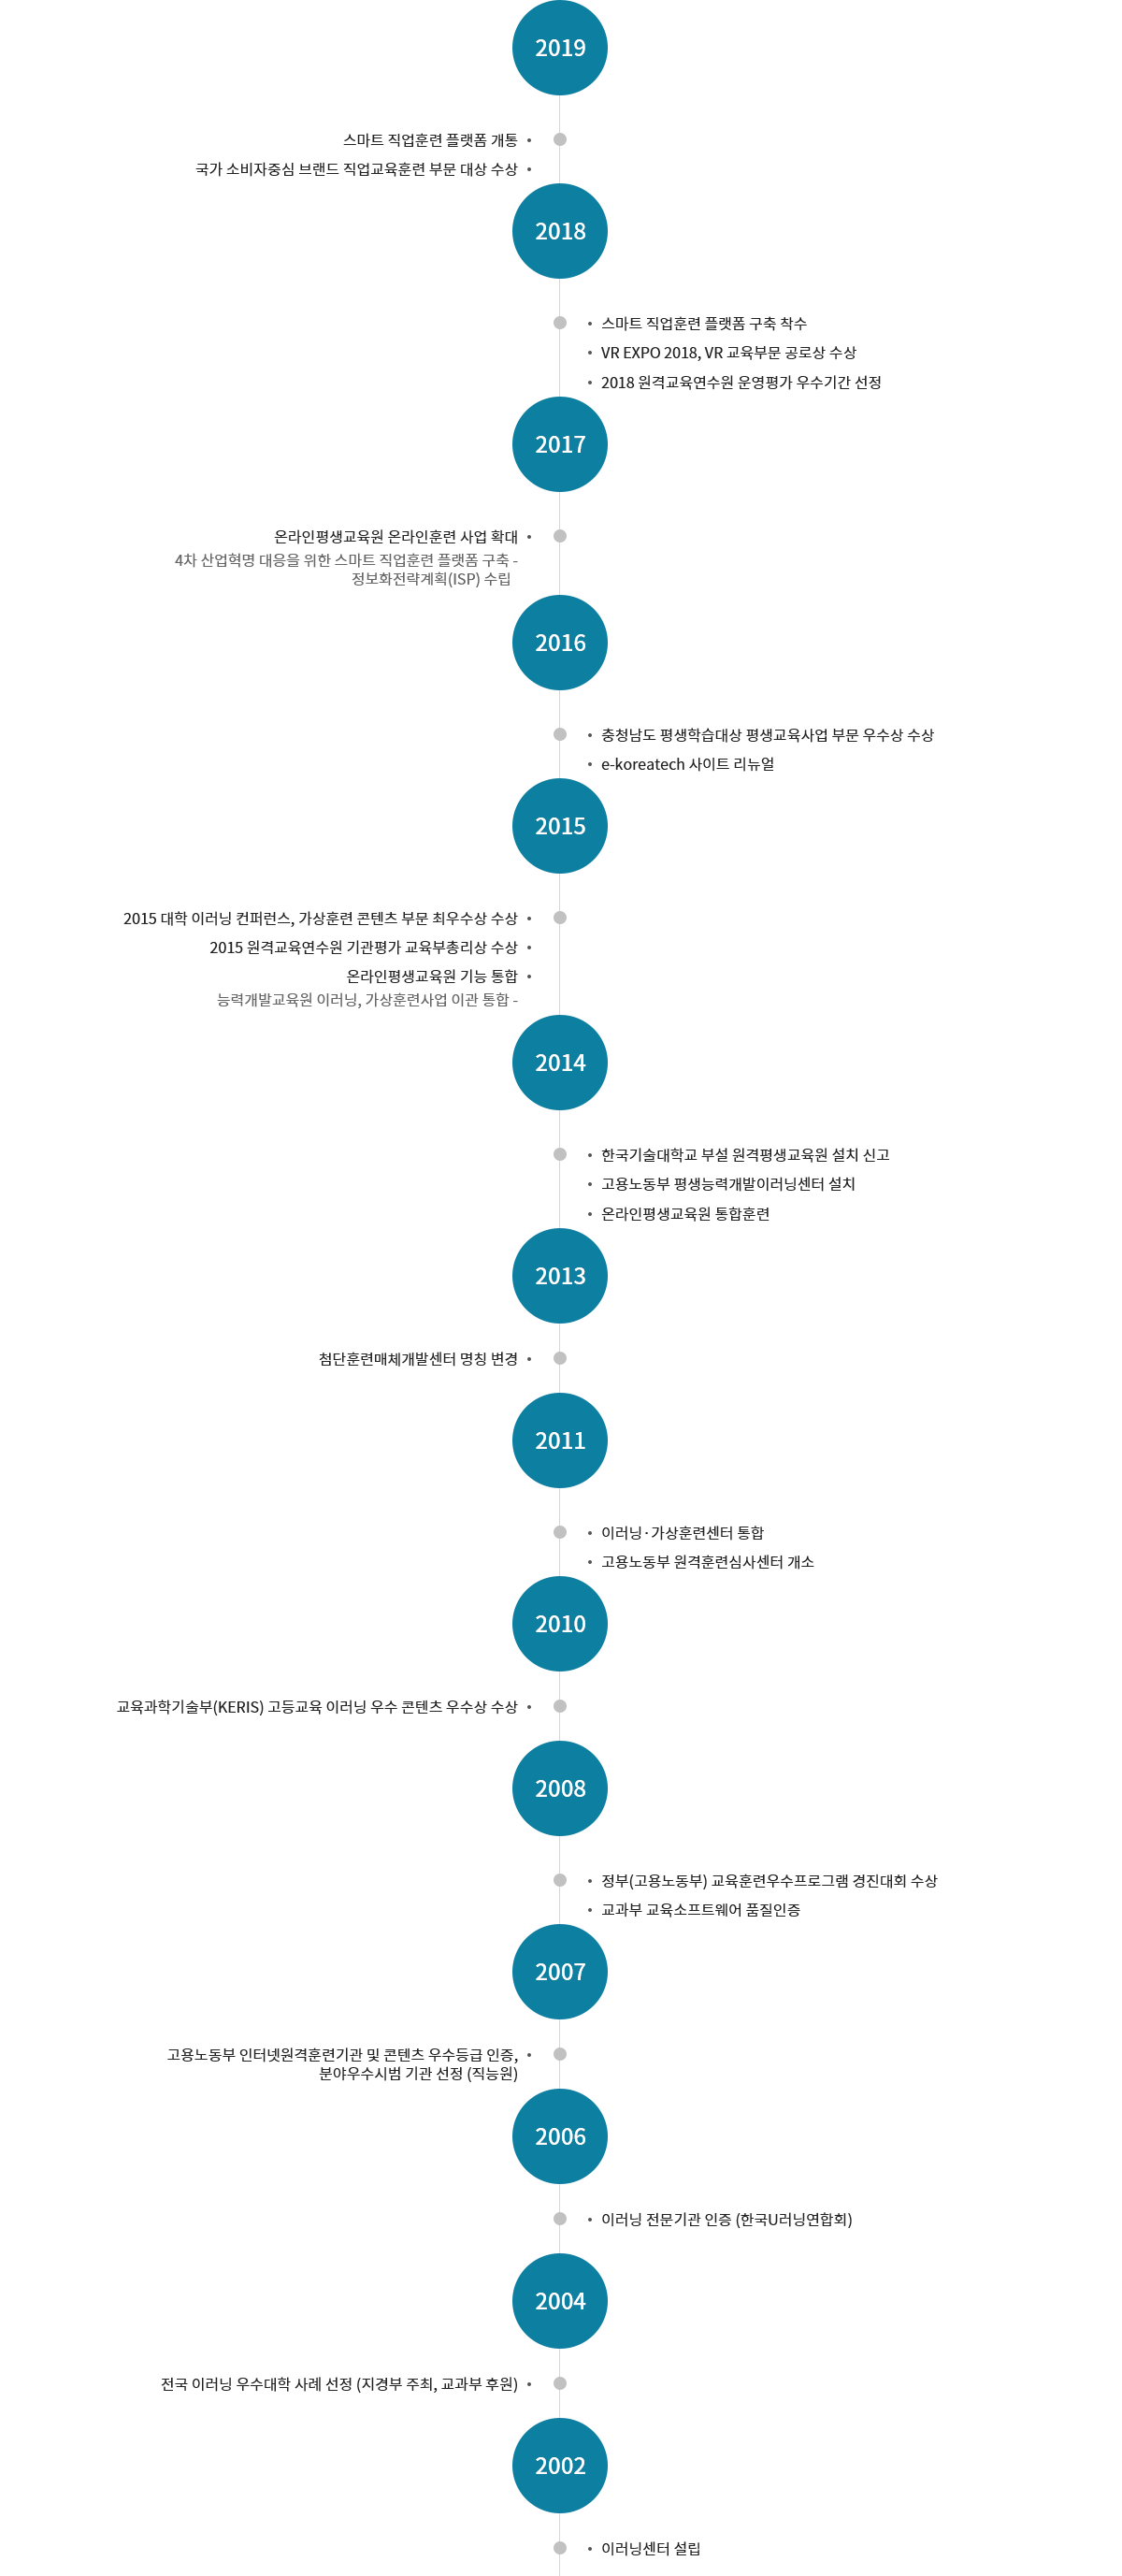 2019
스마트 직업훈련 플랫폼 개통 •
국가 소비자중심 브랜드 직업교육훈련 부문 대상 수상 •
2018
• 스마트 직업훈련 플랫폼 구축 착수
• VR EXPO 2018, VR 교육부문 공로상 수상
• 2018 원격교육연수원 운영평가 우수기간 선정
2017
온라인평생교육원 온라인훈련 사업 확대 •
4차 산업혁명 대응을 위한 스마트 직업훈련 플랫폼 구축 -
정보화전략계획(ISP) 수립
2016
• 충청남도 평생학습대상 평생교육사업 부문 우수상 수상
• e-koreatech 사이트 리뉴얼
2015
2015 대학 이러닝 컨퍼런스, 가상훈련 콘텐츠 부문 최우수상 수상 •
2015 원격교육연수원 기관평가 교육부총리상 수상 •
온라인평생교육원 기능 통합 •
능력개발교육원 이러닝, 가상훈련사업 이관 통합 -
2014
• 한국기술대학교 부설 원격평생교육원 설치 신고
• 고용노동부 평생능력개발이러닝센터 설치
• 온라인평생교육원 통합훈련
2013
첨단훈련매체개발센터 명칭 변경 •
2011
• 이러닝·가상훈련센터 통합
• 고용노동부 원격훈련심사센터 개소
2010
교육과학기술부(KERIS) 고등교육 이러닝 우수 콘텐츠 우수상 수상 •
2008
• 정부(고용노동부) 교육훈련우수프로그램 경진대회 수상
• 교과부 교육소프트웨어 품질인증
2007
고용노동부 인터넷원격훈련기관 및 콘텐츠 우수등급 인증, •
분야우수시범 기관 선정 (직능원)
2006
• 이러닝 전문기관 인증 (한국U러닝연합회)
2004
전국 이러닝 우수대학 사례 선정 (지경부 주최, 교과부 후원) •
2002
• 이러닝센터 설립